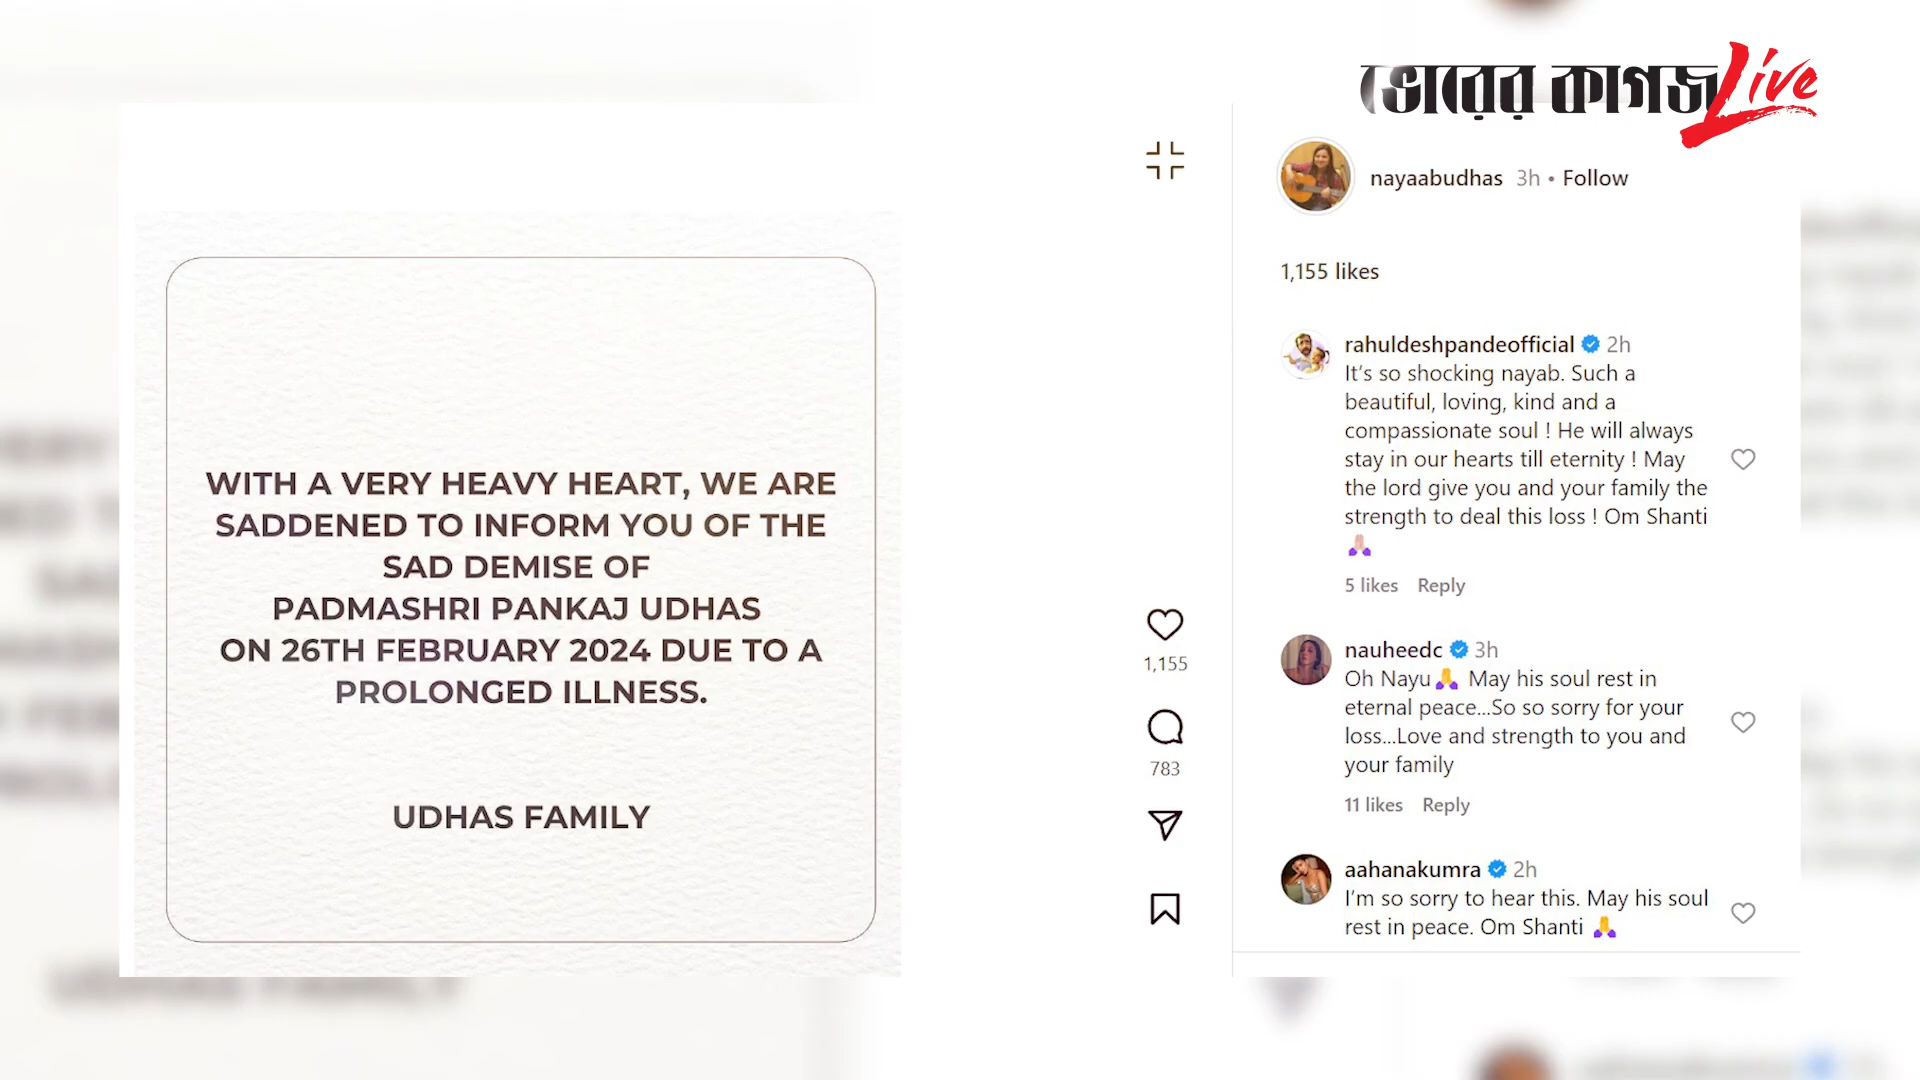 ভোরের কাগজ Live
WITH A VERY HEAVY HEART, WE ARE
SADDENED TO INFORM YOU OF THE
SAD DEMISE OF
PADMASHRI PANKAJ UDHAS
ON 26TH FEBRUARY 2024 DUE TO A
PROLONGED ILLNESS.
UDHAS FAMILY
1,155
783
nayaabudhas 3h • Follow
1,155 likes
rahuldeshpandeofficial 2h
It's so shocking nayab. Such a
beautiful, loving, kind and a
compassionate soul ! He will always
stay in our hearts till eternity ! May
the lord give you and your family the
strength to deal this loss ! Om Shanti
🙏🏻
5 likes Reply
nauheedc 3h
Oh Nayu🙏 May his soul rest in
eternal peace...So so sorry for your
loss...Love and strength to you and
your family
11 likes Reply
aahanakumra 2h
I'm so sorry to hear this. May his soul
rest in peace. Om Shanti 🙏